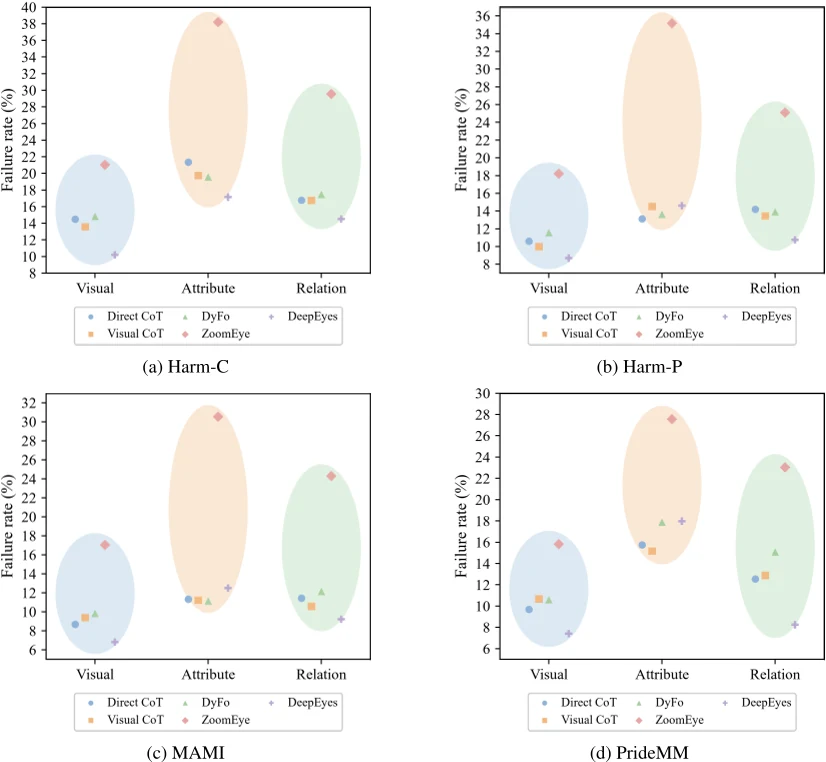 40
38
36
34
32
30
28
26
24
22
20
18
16
14
12
10
8
Failure rate (%)
Visual Attribute Relation
Direct CoT DyFo DeepEyes
Visual CoT ZoomEye
(a) Harm-C
36
34
32
30
28
26
24
22
20
18
16
14
12
10
8
Failure rate (%)
Visual Attribute Relation
Direct CoT DyFo DeepEyes
Visual CoT ZoomEye
(b) Harm-P
32
30
28
26
24
22
20
18
16
14
12
10
8
6
Failure rate (%)
Visual Attribute Relation
Direct CoT DyFo DeepEyes
Visual CoT ZoomEye
(c) MAMI
30
28
26
24
22
20
18
16
14
12
10
8
6
Failure rate (%)
Visual Attribute Relation
Direct CoT DyFo DeepEyes
Visual CoT ZoomEye
(d) PrideMM